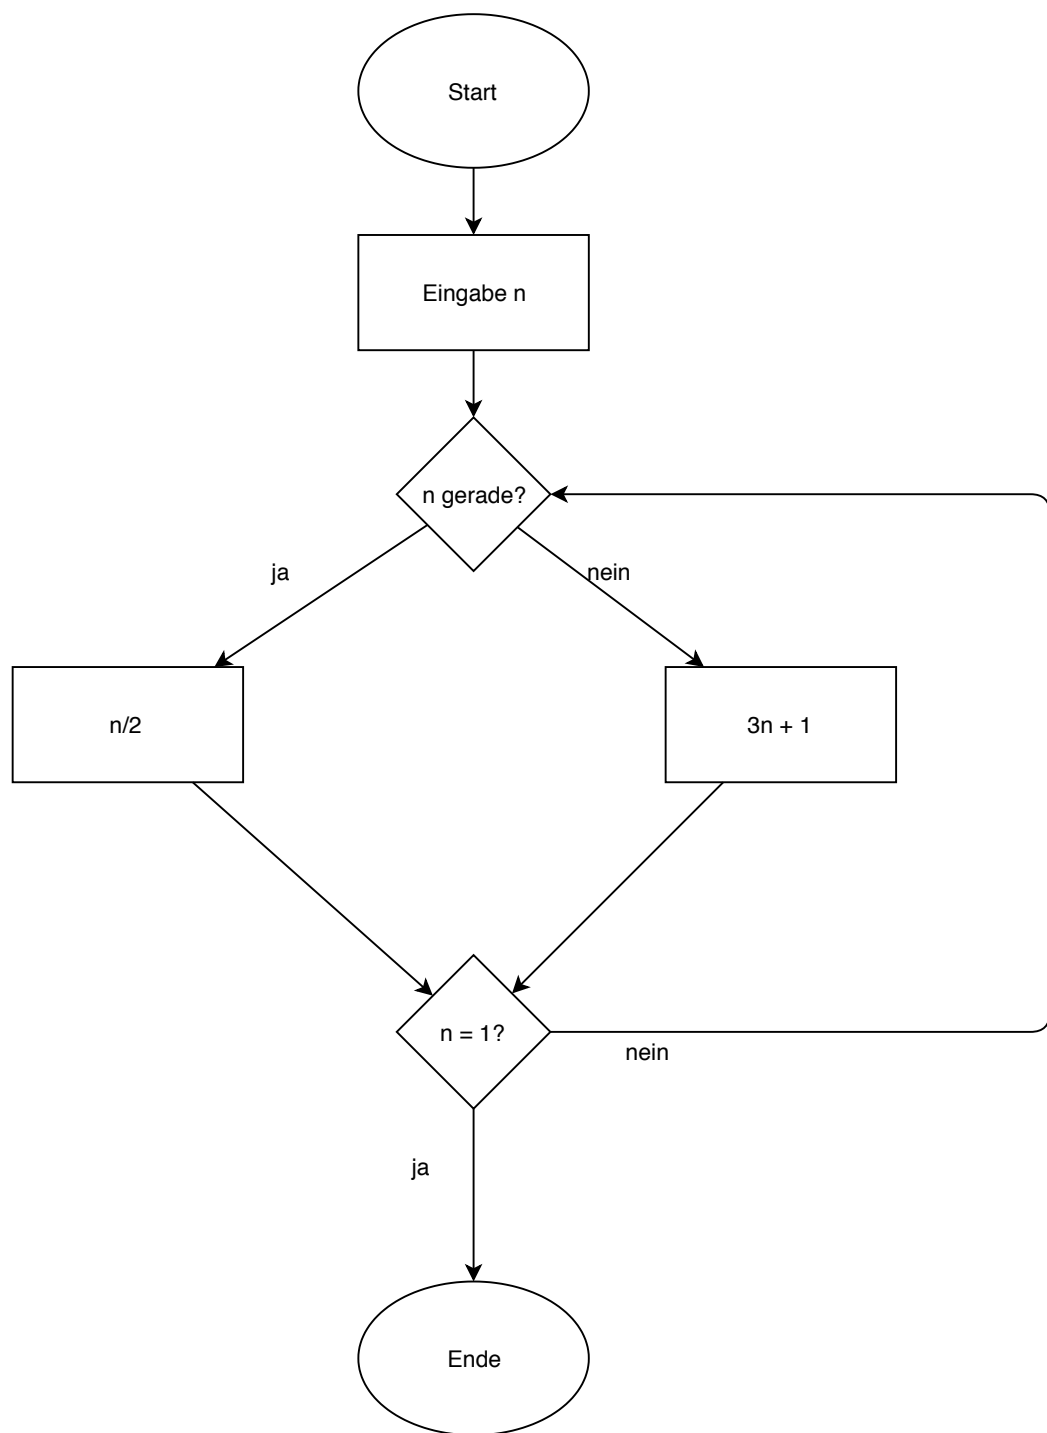 Start
Eingabe n
n gerade?
ja
nein
n/2
3n + 1
n = 1?
nein
ja
Ende